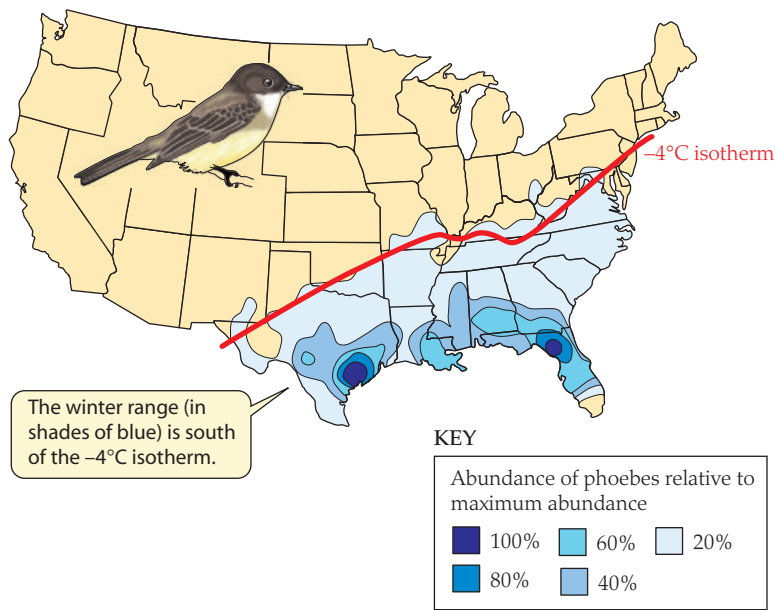 –4°C isotherm
The winter range (in
shades of blue) is south
of the –4°C isotherm.
KEY
Abundance of phoebes relative to
maximum abundance
100% 60% 20%
80% 40%